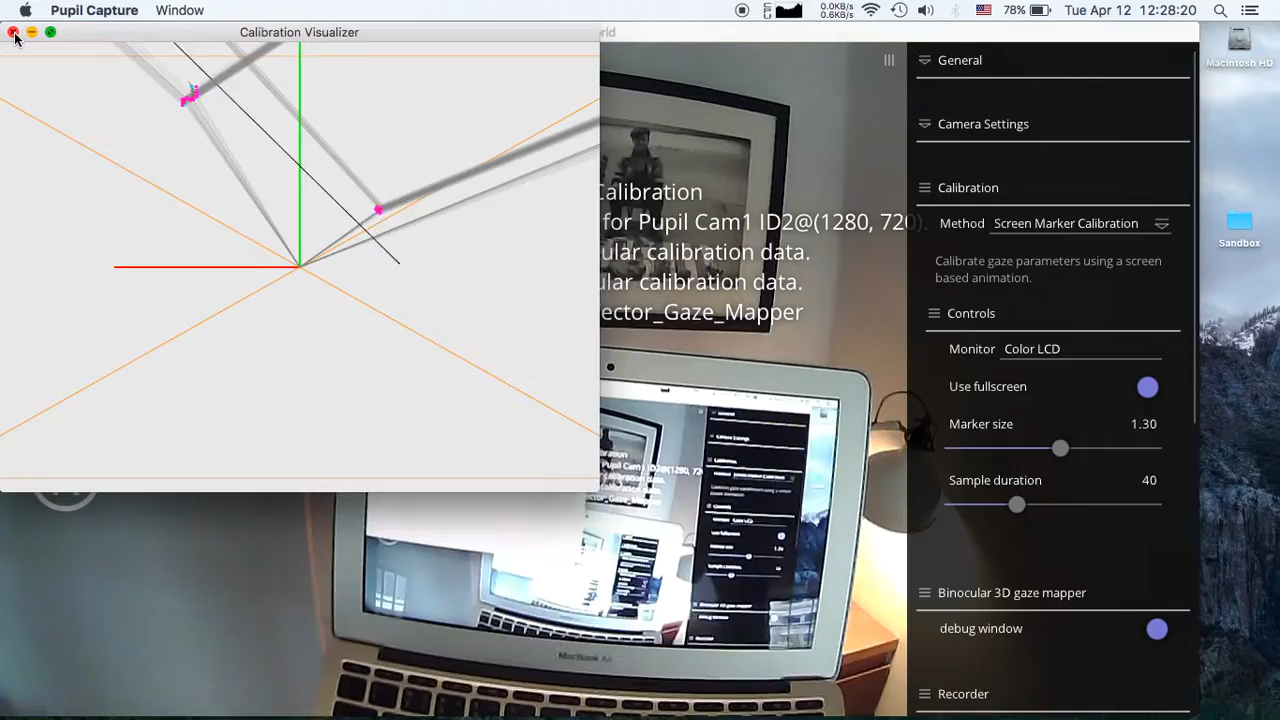 Pupil Capture Window
0.0KB/s
0.6KB/s
78%
Tue Apr 12 12:28:20
Calibration Visualizer
rld
Macintosh HD
Sandbox
Calibration
for Pupil Cam1 ID2@(1280, 720).
ular calibration data.
ular calibration data.
ector_Gaze_Mapper
General
Camera Settings
Calibration
Method Screen Marker Calibration
Calibrate gaze parameters using a screen
based animation.
Controls
Monitor Color LCD
Use fullscreen
Marker size 1.30
Sample duration 40
Binocular 3D gaze mapper
debug window
Recorder
MacBook Air